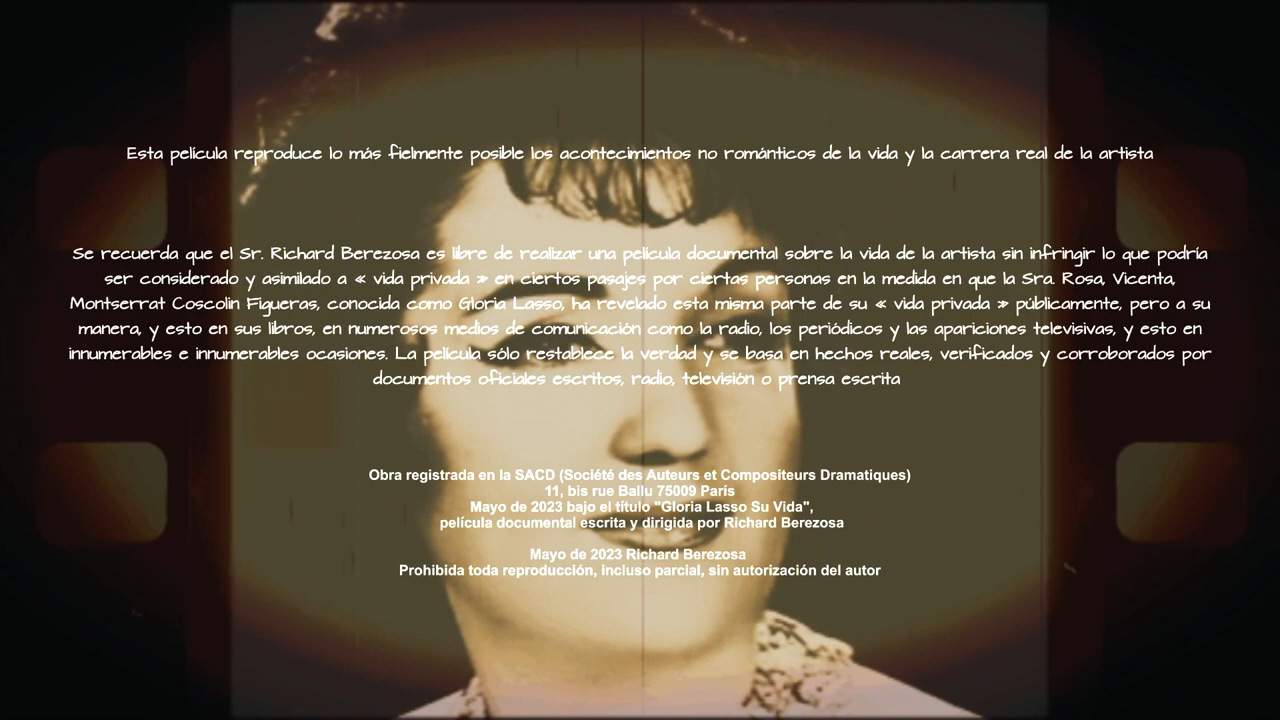 Esta película reproduce lo más fielmente posible los acontecimientos no románticos de la vida y la carrera real de la artista
Se recuerda que el Sr. Richard Berezosa es libre de realizar una película documental sobre la vida de la artista sin infringir lo que podría
ser considerado y asimilado a « vida privada » en ciertos pasajes por ciertas personas en la medida en que la Sra. Rosa, Vicenta,
Montserrat Coscolin Figueras, conocida como Gloria Lasso, ha revelado esta misma parte de su « vida privada » públicamente, pero a su
manera, y esto en sus libros, en numerosos medios de comunicación como la radio, los periódicos y las apariciones televisivas, y esto en
innumerables e innumerables ocasiones. La película sólo restablece la verdad y se basa en hechos reales, verificados y corroborados por
documentos oficiales escritos, radio, televisión o prensa escrita
Obra registrada en la SACD (Société des Auteurs et Compositeurs Dramatiques)
11, bis rue Ballu 75009 París
Mayo de 2023 bajo el título "Gloria Lasso Su Vida",
película documental escrita y dirigida por Richard Berezosa
Mayo de 2023 Richard Berezosa
Prohibida toda reproducción, incluso parcial, sin autorización del autor